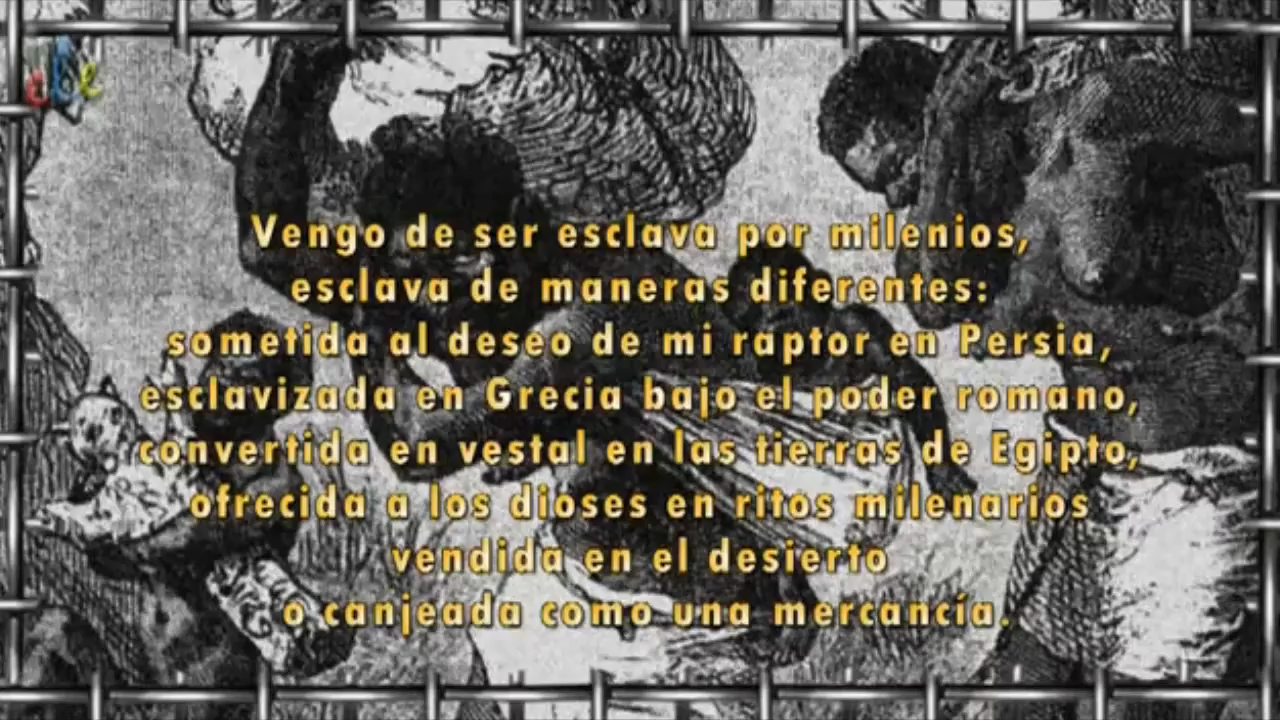 abc
Vengo de ser esclava por milenios,
esclava de maneras diferentes:
sometida al deseo de mi raptor en Persia,
esclavizada en Grecia bajo el poder romano,
convertida en vestal en las tierras de Egipto,
ofrecida a los dioses en ritos milenarios
vendida en el desierto
o canjeada como una mercancía.